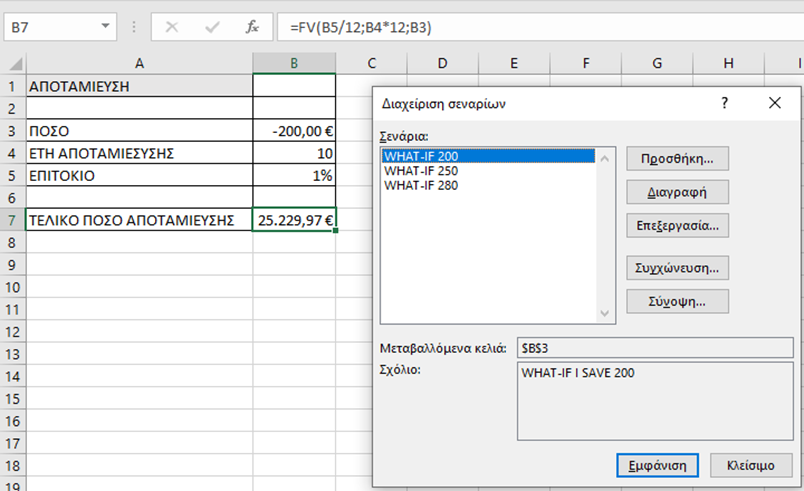 B7
fx
=FV(B5/12;B4*12;B3)
A B C D E F G H I
1 ΑΠΟΤΑΜΙΕΥΣΗ
2
3 ΠΟΣΟ -200,00 €
4 ΕΤΗ ΑΠΟΤΑΜΙΕΣΥΣΗΣ 10
5 ΕΠΙΤΟΚΙΟ 1%
6
7 ΤΕΛΙΚΟ ΠΟΣΟ ΑΠΟΤΑΜΙΕΥΣΗΣ 25.229,97 €
8
9
10
11
12
13
14
15
16
17
18
19
Διαχείριση σεναρίων
?
Σενάρια:
WHAT-IF 200
WHAT-IF 250
WHAT-IF 280
Προσθήκη...
Διαγραφή
Επεξεργασία...
Συγχώνευση...
Σύνοψη...
Μεταβαλλόμενα κελιά: $B$3
Σχόλιο: WHAT-IF I SAVE 200
Εμφάνιση
Κλείσιμο